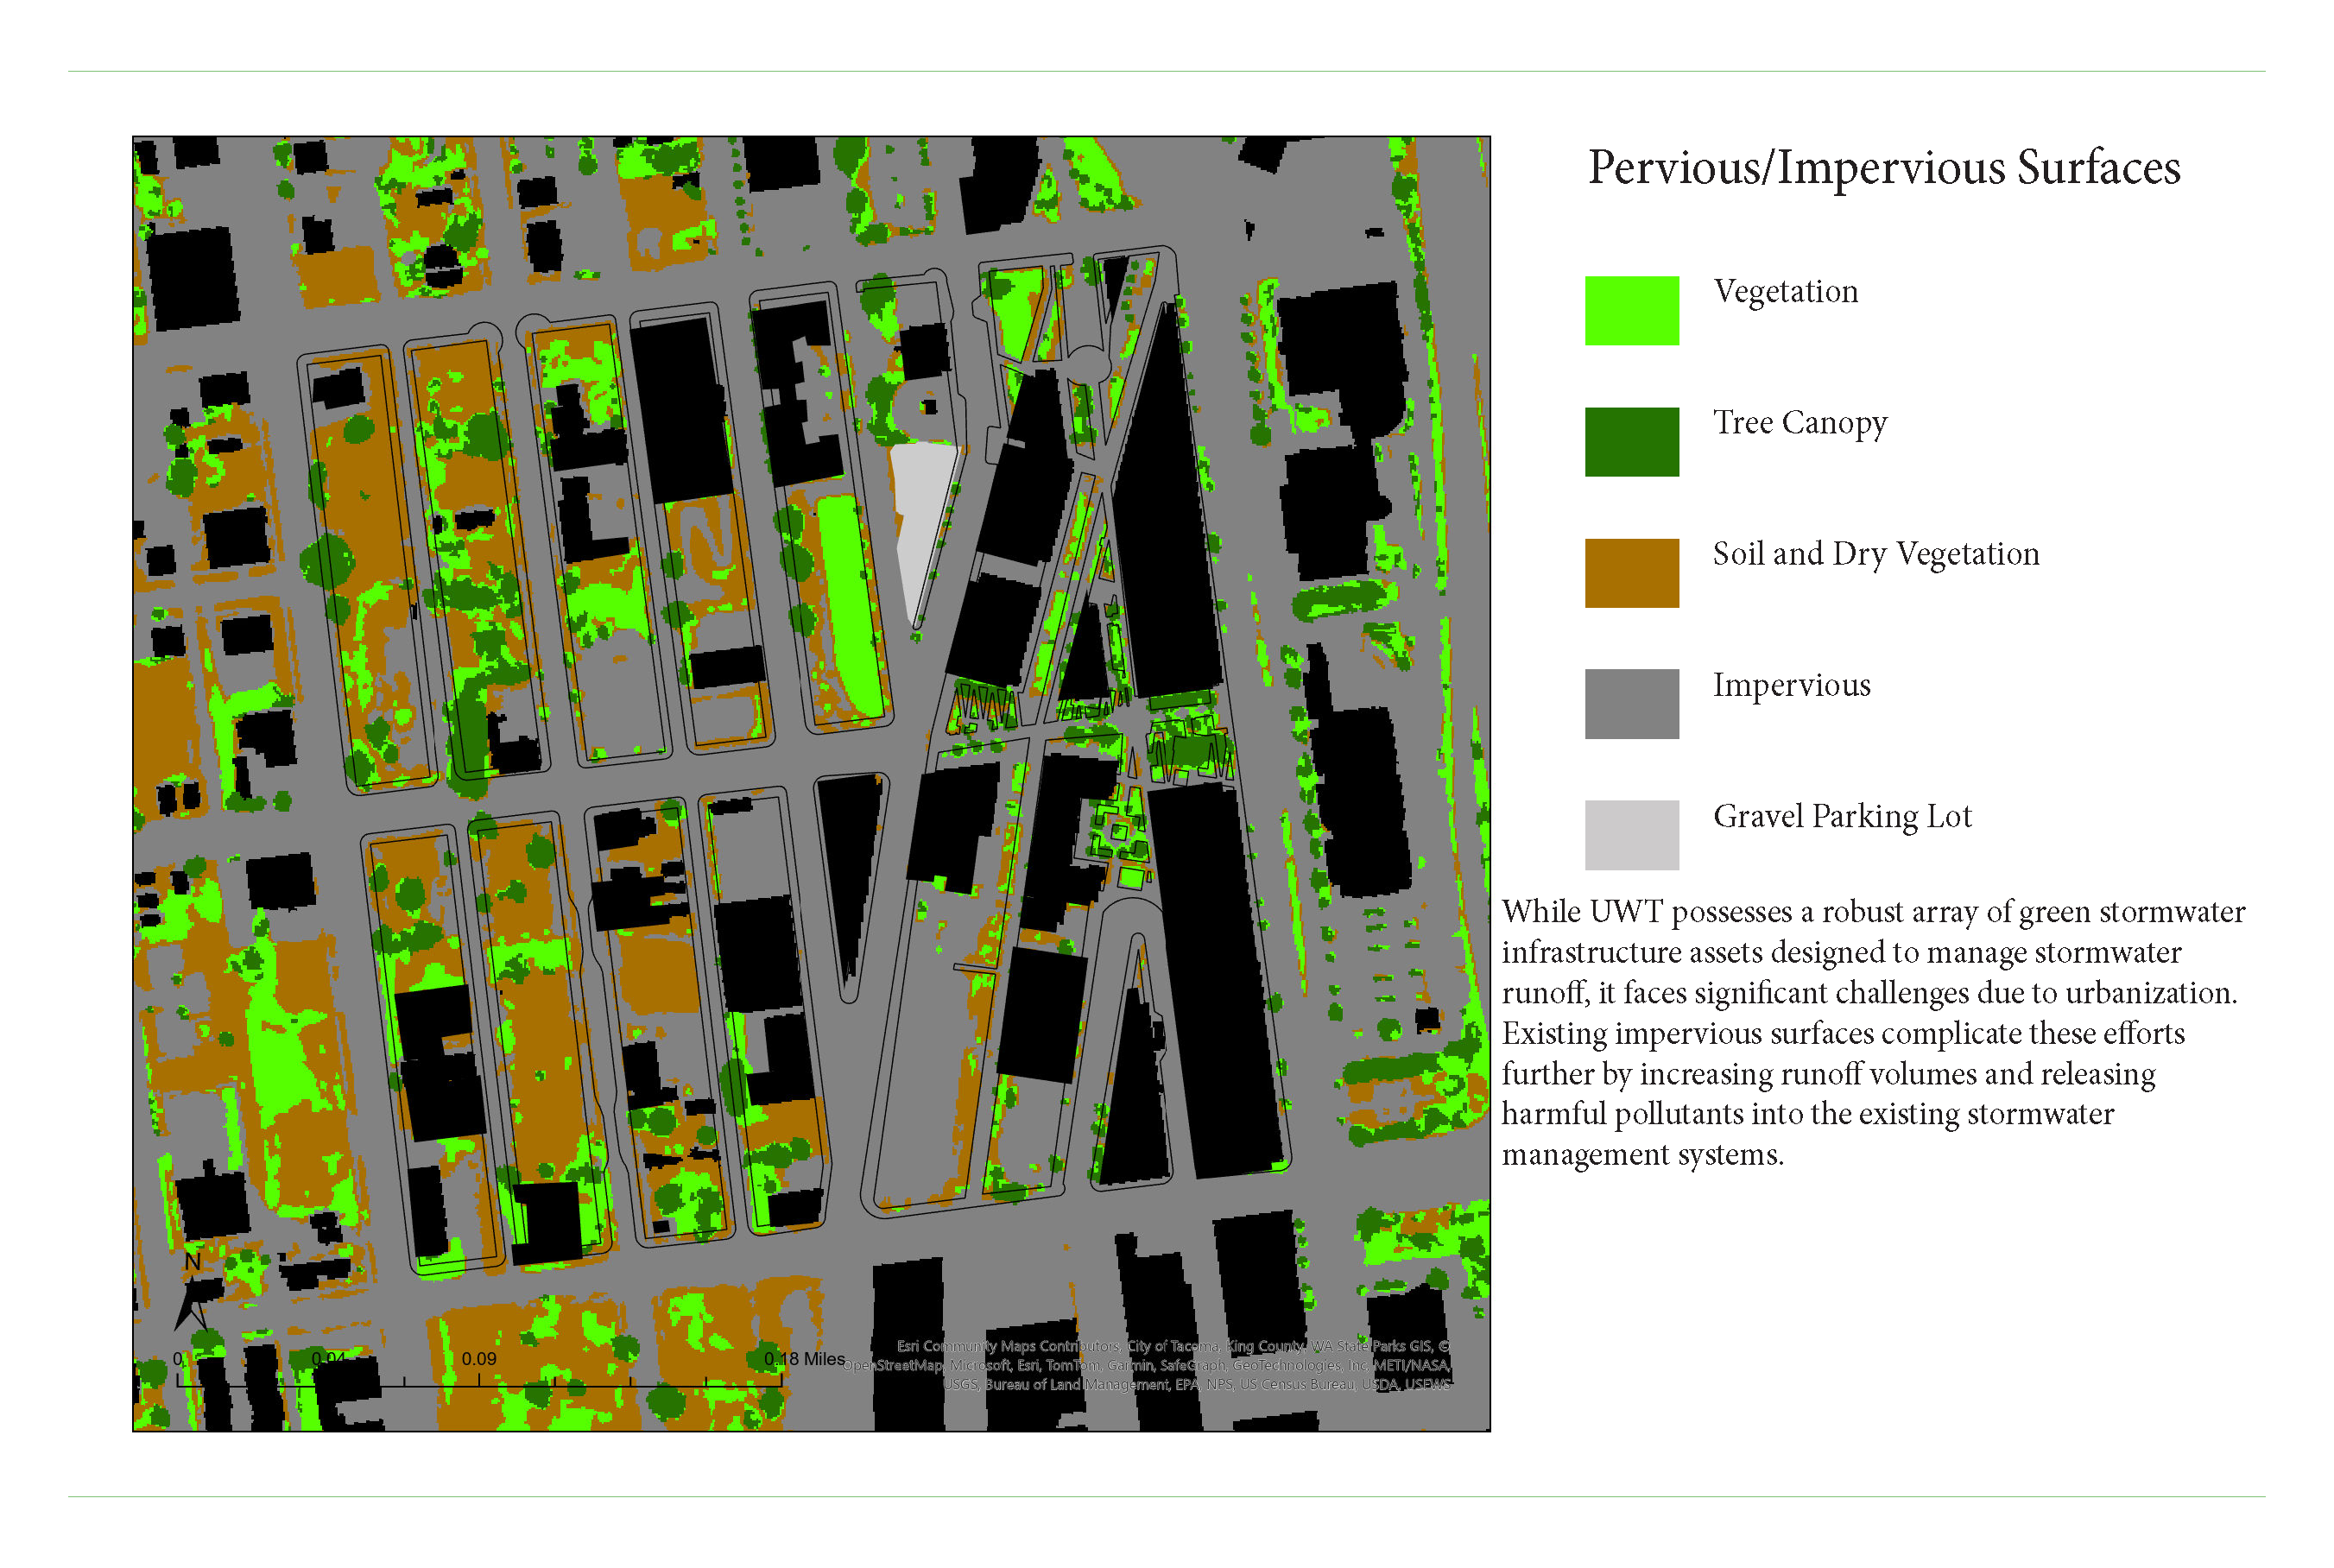 Pervious/Impervious Surfaces
Vegetation
Tree Canopy
Soil and Dry Vegetation
Impervious
Gravel Parking Lot
While UWT possesses a robust array of green stormwater
infrastructure assets designed to manage stormwater
runoff, it faces significant challenges due to urbanization.
Existing impervious surfaces complicate these efforts
further by increasing runoff volumes and releasing
harmful pollutants into the existing stormwater
management systems.
N
0 0.04 0.09 0.18 Miles
Esri Community Maps Contributors, City of Tacoma, King County, WA State Parks GIS, ©
OpenStreetMap, Microsoft, Esri, TomTom, Garmin, SafeGraph, GeoTechnologies, Inc, METI/NASA,
USGS, Bureau of Land Management, EPA, NPS, US Census Bureau, USDA, USFWS